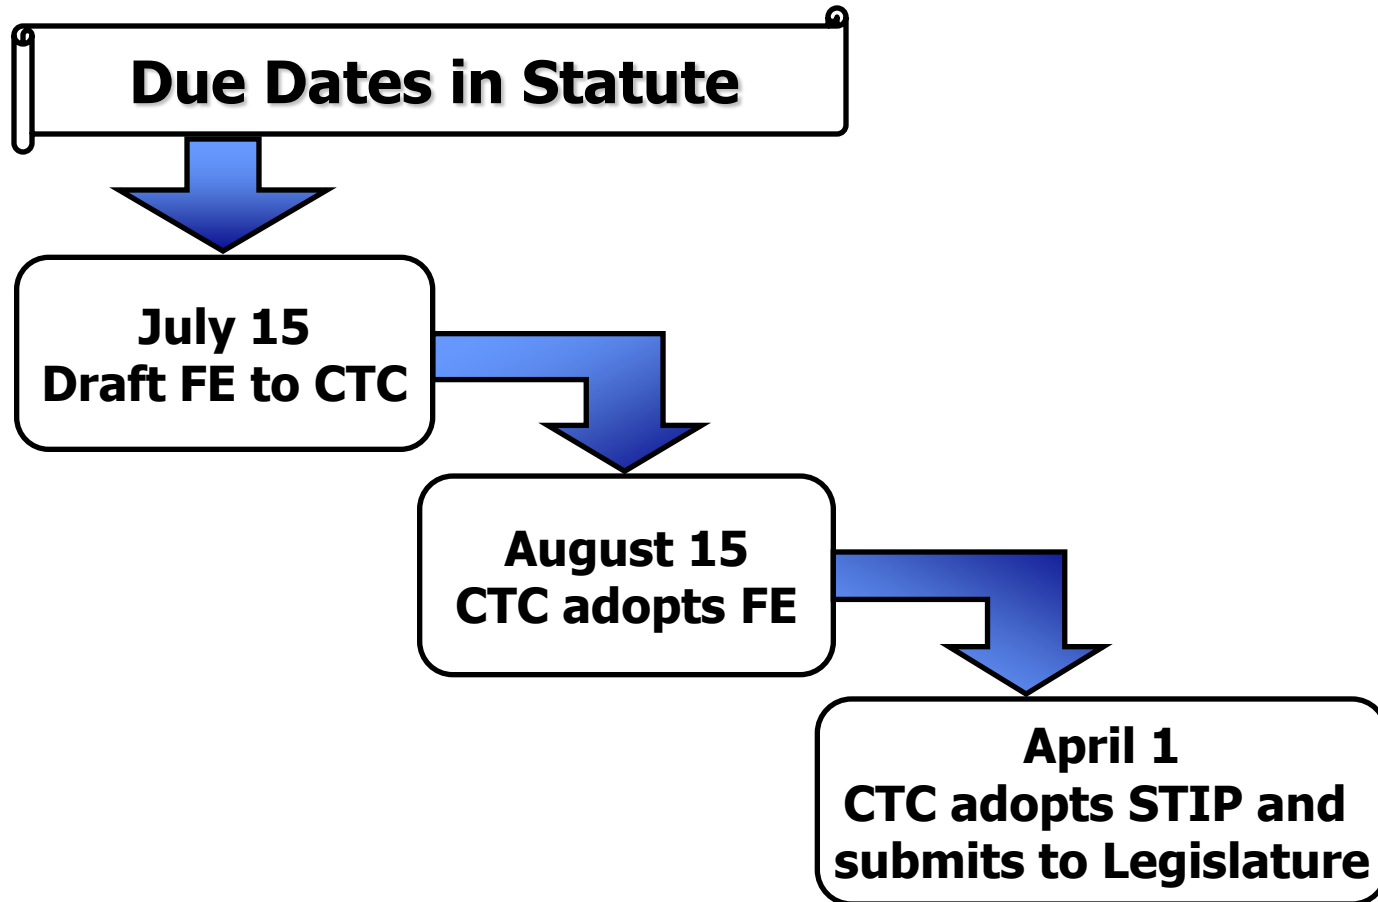 Due Dates in Statute
July 15
Draft FE to CTC
August 15
CTC adopts FE
April 1
CTC adopts STIP and
submits to Legislature